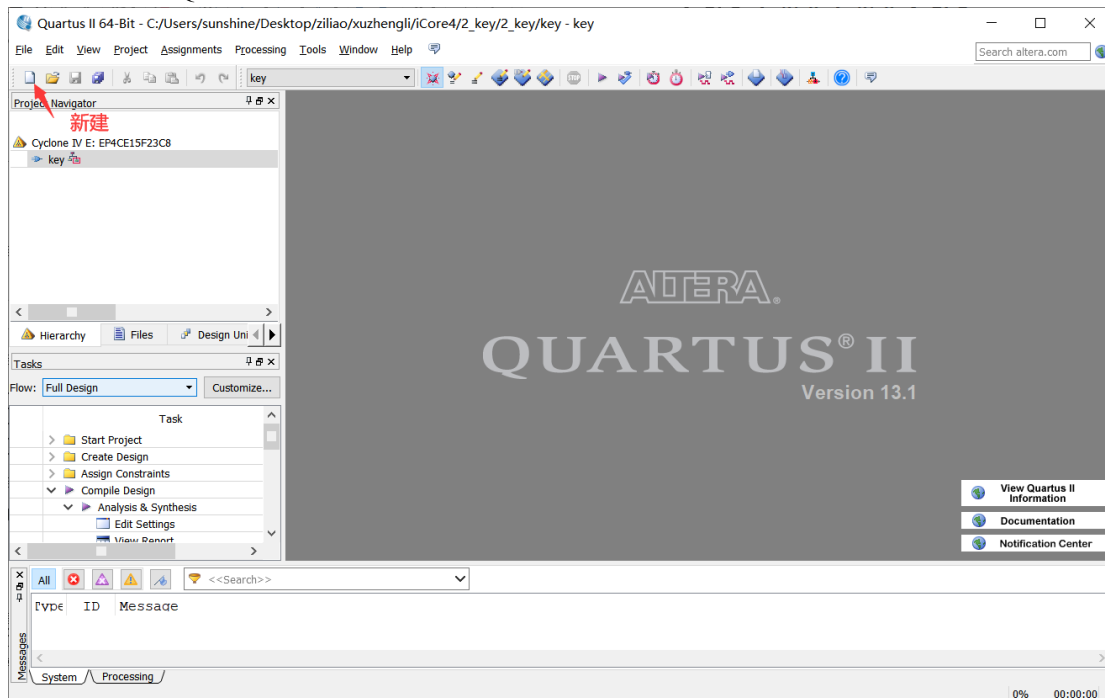 Quartus II 64-Bit - C:/Users/sunshine/Desktop/ziliao/xuzhengli/iCore4/2_key/2_key/key - key
File Edit View Project Assignments Processing Tools Window Help
Search altera.com
key
Project Navigator
新建
Cyclone IV E: EP4CE15F23C8
key
Hierarchy Files Design Uni
Tasks
Flow: Full Design Customize...
Task
Start Project
Create Design
Assign Constraints
Compile Design
Analysis & Synthesis
Edit Settings
View Report
ALTERA®
QUARTUS® II
Version 13.1
View Quartus II
Information
Documentation
Notification Center
All <<Search>>
Type ID Message
Messages
System Processing
0% 00:00:00